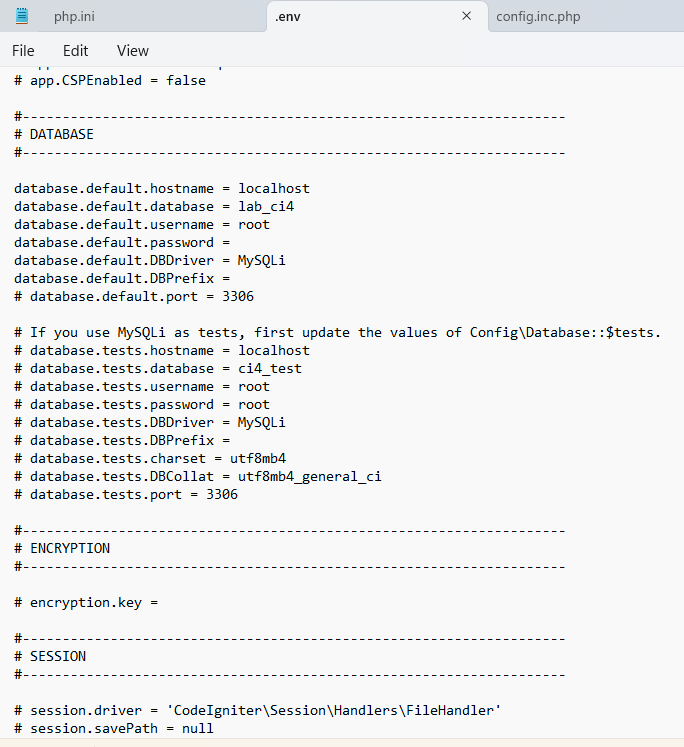 php.ini
.env
config.inc.php
File
Edit
View
# app.CSPEnabled = false
#--------------------------------------------------------------------
# DATABASE
#--------------------------------------------------------------------
database.default.hostname = localhost
database.default.database = lab_ci4
database.default.username = root
database.default.password =
database.default.DBDriver = MySQLi
database.default.DBPrefix =
# database.default.port = 3306
# If you use MySQLi as tests, first update the values of Config\Database::$tests.
# database.tests.hostname = localhost
# database.tests.database = ci4_test
# database.tests.username = root
# database.tests.password = root
# database.tests.DBDriver = MySQLi
# database.tests.DBPrefix =
# database.tests.charset = utf8mb4
# database.tests.DBCollat = utf8mb4_general_ci
# database.tests.port = 3306
#--------------------------------------------------------------------
# ENCRYPTION
#--------------------------------------------------------------------
# encryption.key =
#--------------------------------------------------------------------
# SESSION
#--------------------------------------------------------------------
# session.driver = 'CodeIgniter\Session\Handlers\FileHandler'
# session.savePath = null